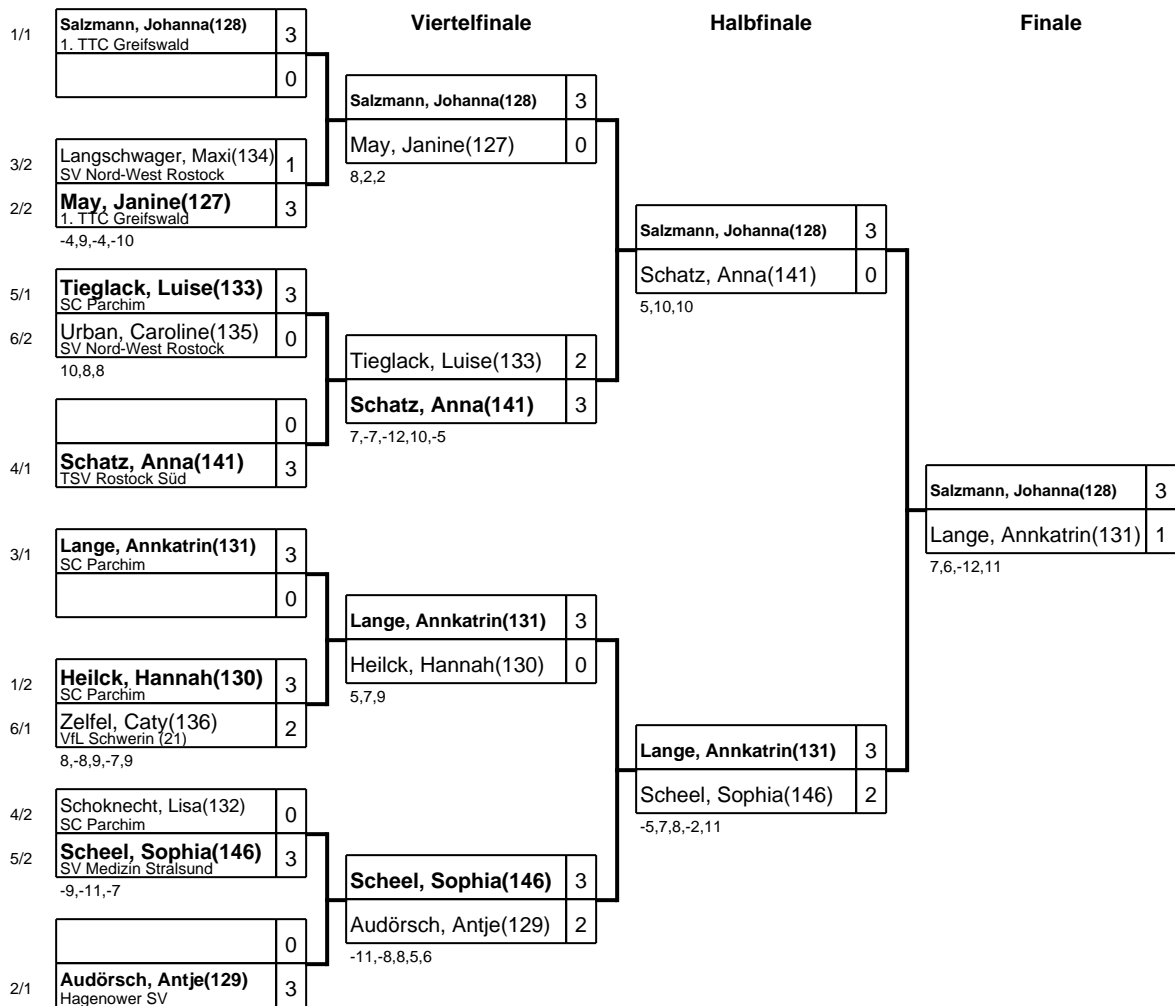 Viertelfinale
Halbfinale
Finale
1/1
Salzmann, Johanna(128)
1. TTC Greifswald
3
0
3/2
Langschwager, Maxi(134)
SV Nord-West Rostock
1
2/2
May, Janine(127)
1. TTC Greifswald
3
-4,9,-4,-10
5/1
Tieglack, Luise(133)
SC Parchim
3
6/2
Urban, Caroline(135)
SV Nord-West Rostock
0
10,8,8
0
4/1
Schatz, Anna(141)
TSV Rostock Süd
3
3/1
Lange, Annkatrin(131)
SC Parchim
3
0
1/2
Heilck, Hannah(130)
SC Parchim
3
6/1
Zelfel, Caty(136)
VfL Schwerin (21)
2
8,-8,9,-7,9
4/2
Schoknecht, Lisa(132)
SC Parchim
0
5/2
Scheel, Sophia(146)
SV Medizin Stralsund
3
-9,-11,-7
0
2/1
Audörsch, Antje(129)
Hagenower SV
3
Salzmann, Johanna(128)
3
May, Janine(127)
0
8,2,2
Tieglack, Luise(133)
2
Schatz, Anna(141)
3
7,-7,-12,10,-5
Lange, Annkatrin(131)
3
Heilck, Hannah(130)
0
5,7,9
Scheel, Sophia(146)
3
Audörsch, Antje(129)
2
-11,-8,8,5,6
Salzmann, Johanna(128)
3
Schatz, Anna(141)
0
5,10,10
Lange, Annkatrin(131)
3
Scheel, Sophia(146)
2
-5,7,8,-2,11
Salzmann, Johanna(128)
3
Lange, Annkatrin(131)
1
7,6,-12,11